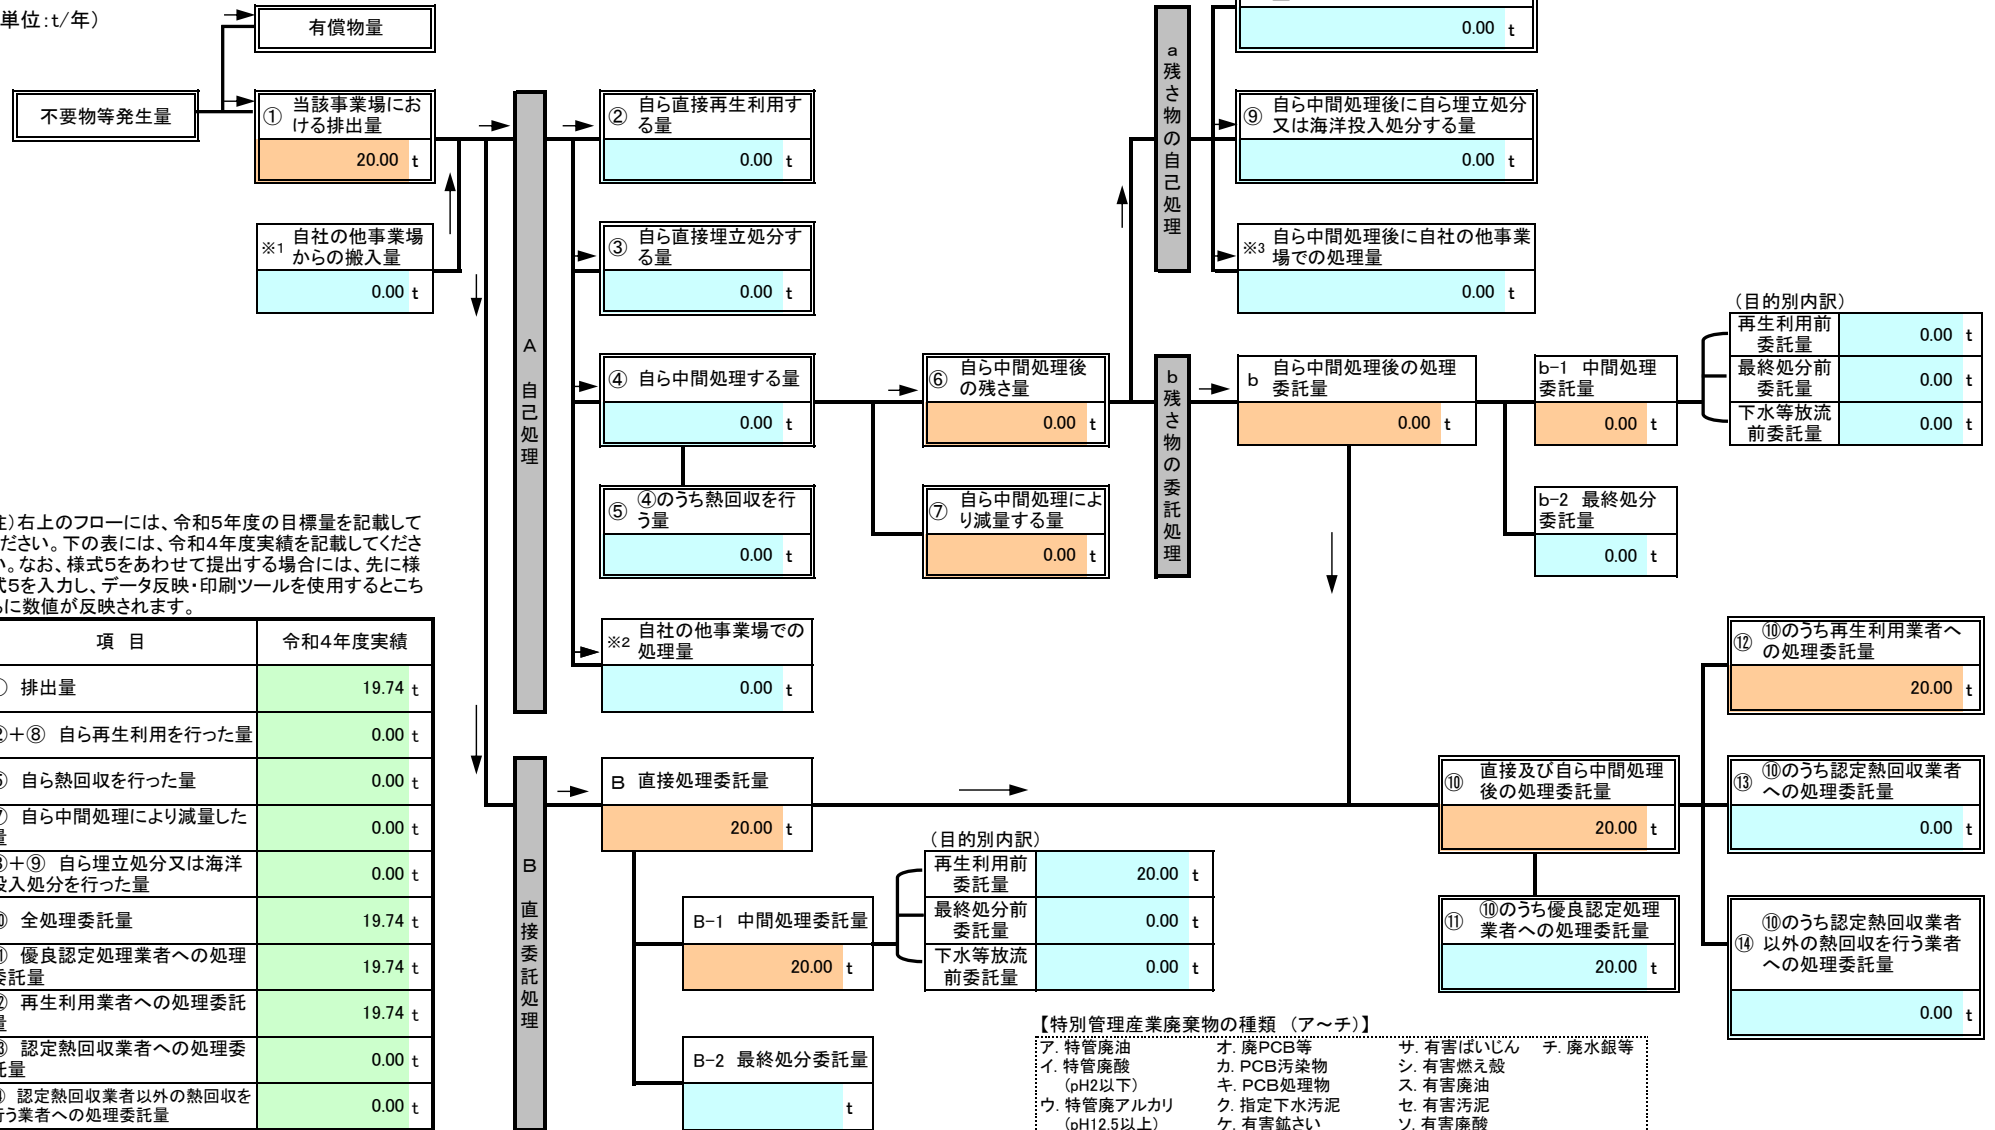 単位:t/年)
有償物量
不要物等発生量
① 当該事業場にお
ける排出量
20.00 t
※1 自社の他事業場
からの搬入量
0.00 t
A 自己処理
② 自ら直接再生利用す
る量
0.00 t
③ 自ら直接埋立処分す
る量
0.00 t
④ 自ら中間処理する量
0.00 t
⑤ ④のうち熱回収を行
う量
0.00 t
※2 自社の他事業場での
処理量
0.00 t
⑥ 自ら中間処理後
の残さ量
0.00 t
⑦ 自ら中間処理によ
り減量する量
0.00 t
a 残さ物の自己処理
0.00 t
⑨ 自ら中間処理後に自ら埋立処分
又は海洋投入処分する量
0.00 t
※3 自ら中間処理後に自社の他事業
場での処理量
0.00 t
b 残さ物の委託処理
b 自ら中間処理後の処理
委託量
0.00 t
b-1 中間処理
委託量
0.00 t
(目的別内訳)
再生利用前
委託量
0.00 t
最終処分前
委託量
0.00 t
下水等放流
前委託量
0.00 t
b-2 最終処分
委託量
0.00 t
)右上のフローには、令和5年度の目標量を記載して
ださい。下の表には、令和4年度実績を記載してくださ
。なお、様式5をあわせて提出する場合には、先に様
式5を入力し、データ反映・印刷ツールを使用するとこち
に数値が反映されます。
項 目 令和4年度実績
排出量 19.74 t
+⑧ 自ら再生利用を行った量 0.00 t
自ら熱回収を行った量 0.00 t
自ら中間処理により減量した
量 0.00 t
+⑨ 自ら埋立処分又は海洋
投入処分を行った量 0.00 t
全処理委託量 19.74 t
優良認定処理業者への処理
委託量 19.74 t
再生利用業者への処理委託
量 19.74 t
認定熱回収業者への処理委
託量 0.00 t
認定熱回収業者以外の熱回収を
行う業者への処理委託量 0.00 t
B 直接委託処理
B 直接処理委託量
20.00 t
B-1 中間処理委託量
20.00 t
(目的別内訳)
再生利用前
委託量
20.00 t
最終処分前
委託量
0.00 t
下水等放流
前委託量
0.00 t
B-2 最終処分委託量
t
⑩ 直接及び自ら中間処理
後の処理委託量
20.00 t
⑪ ⑩のうち優良認定処理
業者への処理委託量
20.00 t
⑫ ⑩のうち再生利用業者へ
の処理委託量
20.00 t
⑬ ⑩のうち認定熱回収業者
への処理委託量
0.00 t
⑭ ⑩のうち認定熱回収業者
以外の熱回収を行う業者
への処理委託量
0.00 t
【特別管理産業廃棄物の種類 (ア~チ)】
ア. 特管廃油 オ. 廃PCB等 サ. 有害ばいじん チ. 廃水銀等
イ. 特管廃酸 カ. PCB汚染物 シ. 有害燃え殻
(pH2以下) キ. PCB処理物 ス. 有害廃油
ウ. 特管廃アルカリ ク. 指定下水汚泥 セ. 有害汚泥
(pH12.5以上) ケ. 有害鉱さい ソ. 有害廃酸